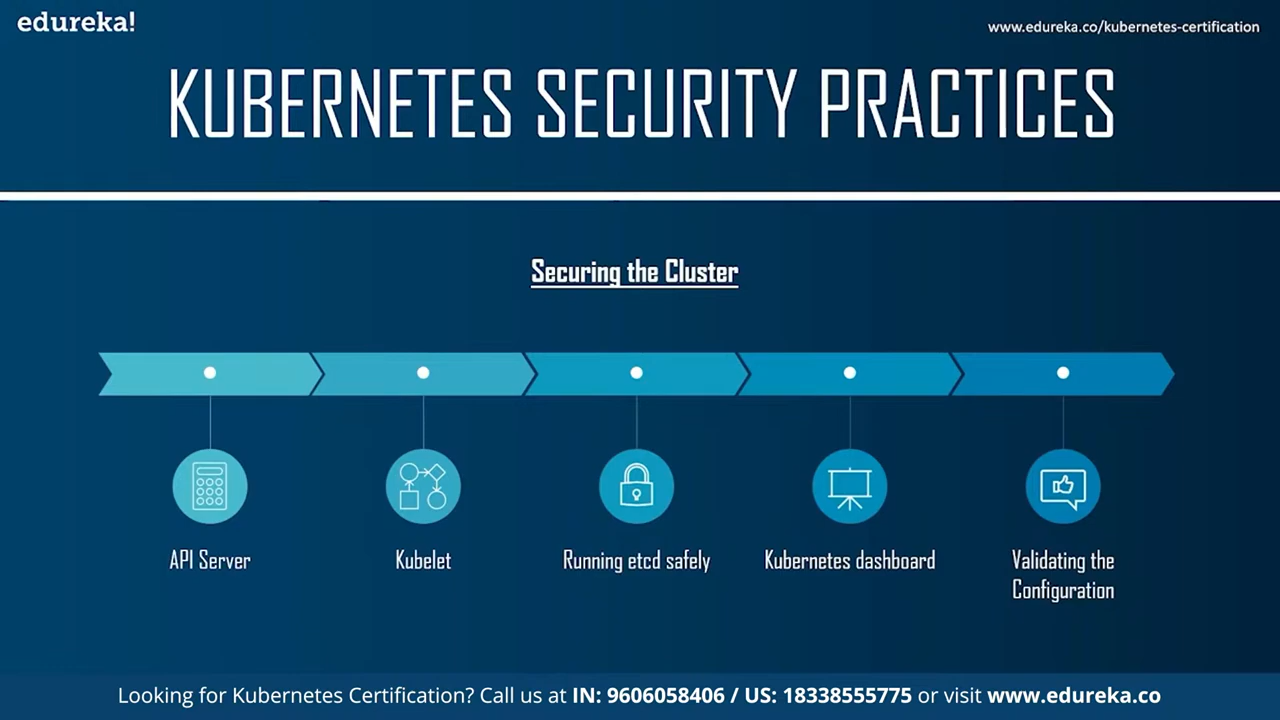 edureka!
www.edureka.co/kubernetes-certification
KUBERNETES SECURITY PRACTICES
Securing the Cluster
API Server
Kubelet
Running etcd safely
Kubernetes dashboard
Validating the
Configuration
Looking for Kubernetes Certification? Call us at IN: 9606058406 / US: 18338555775 or visit www.edureka.co